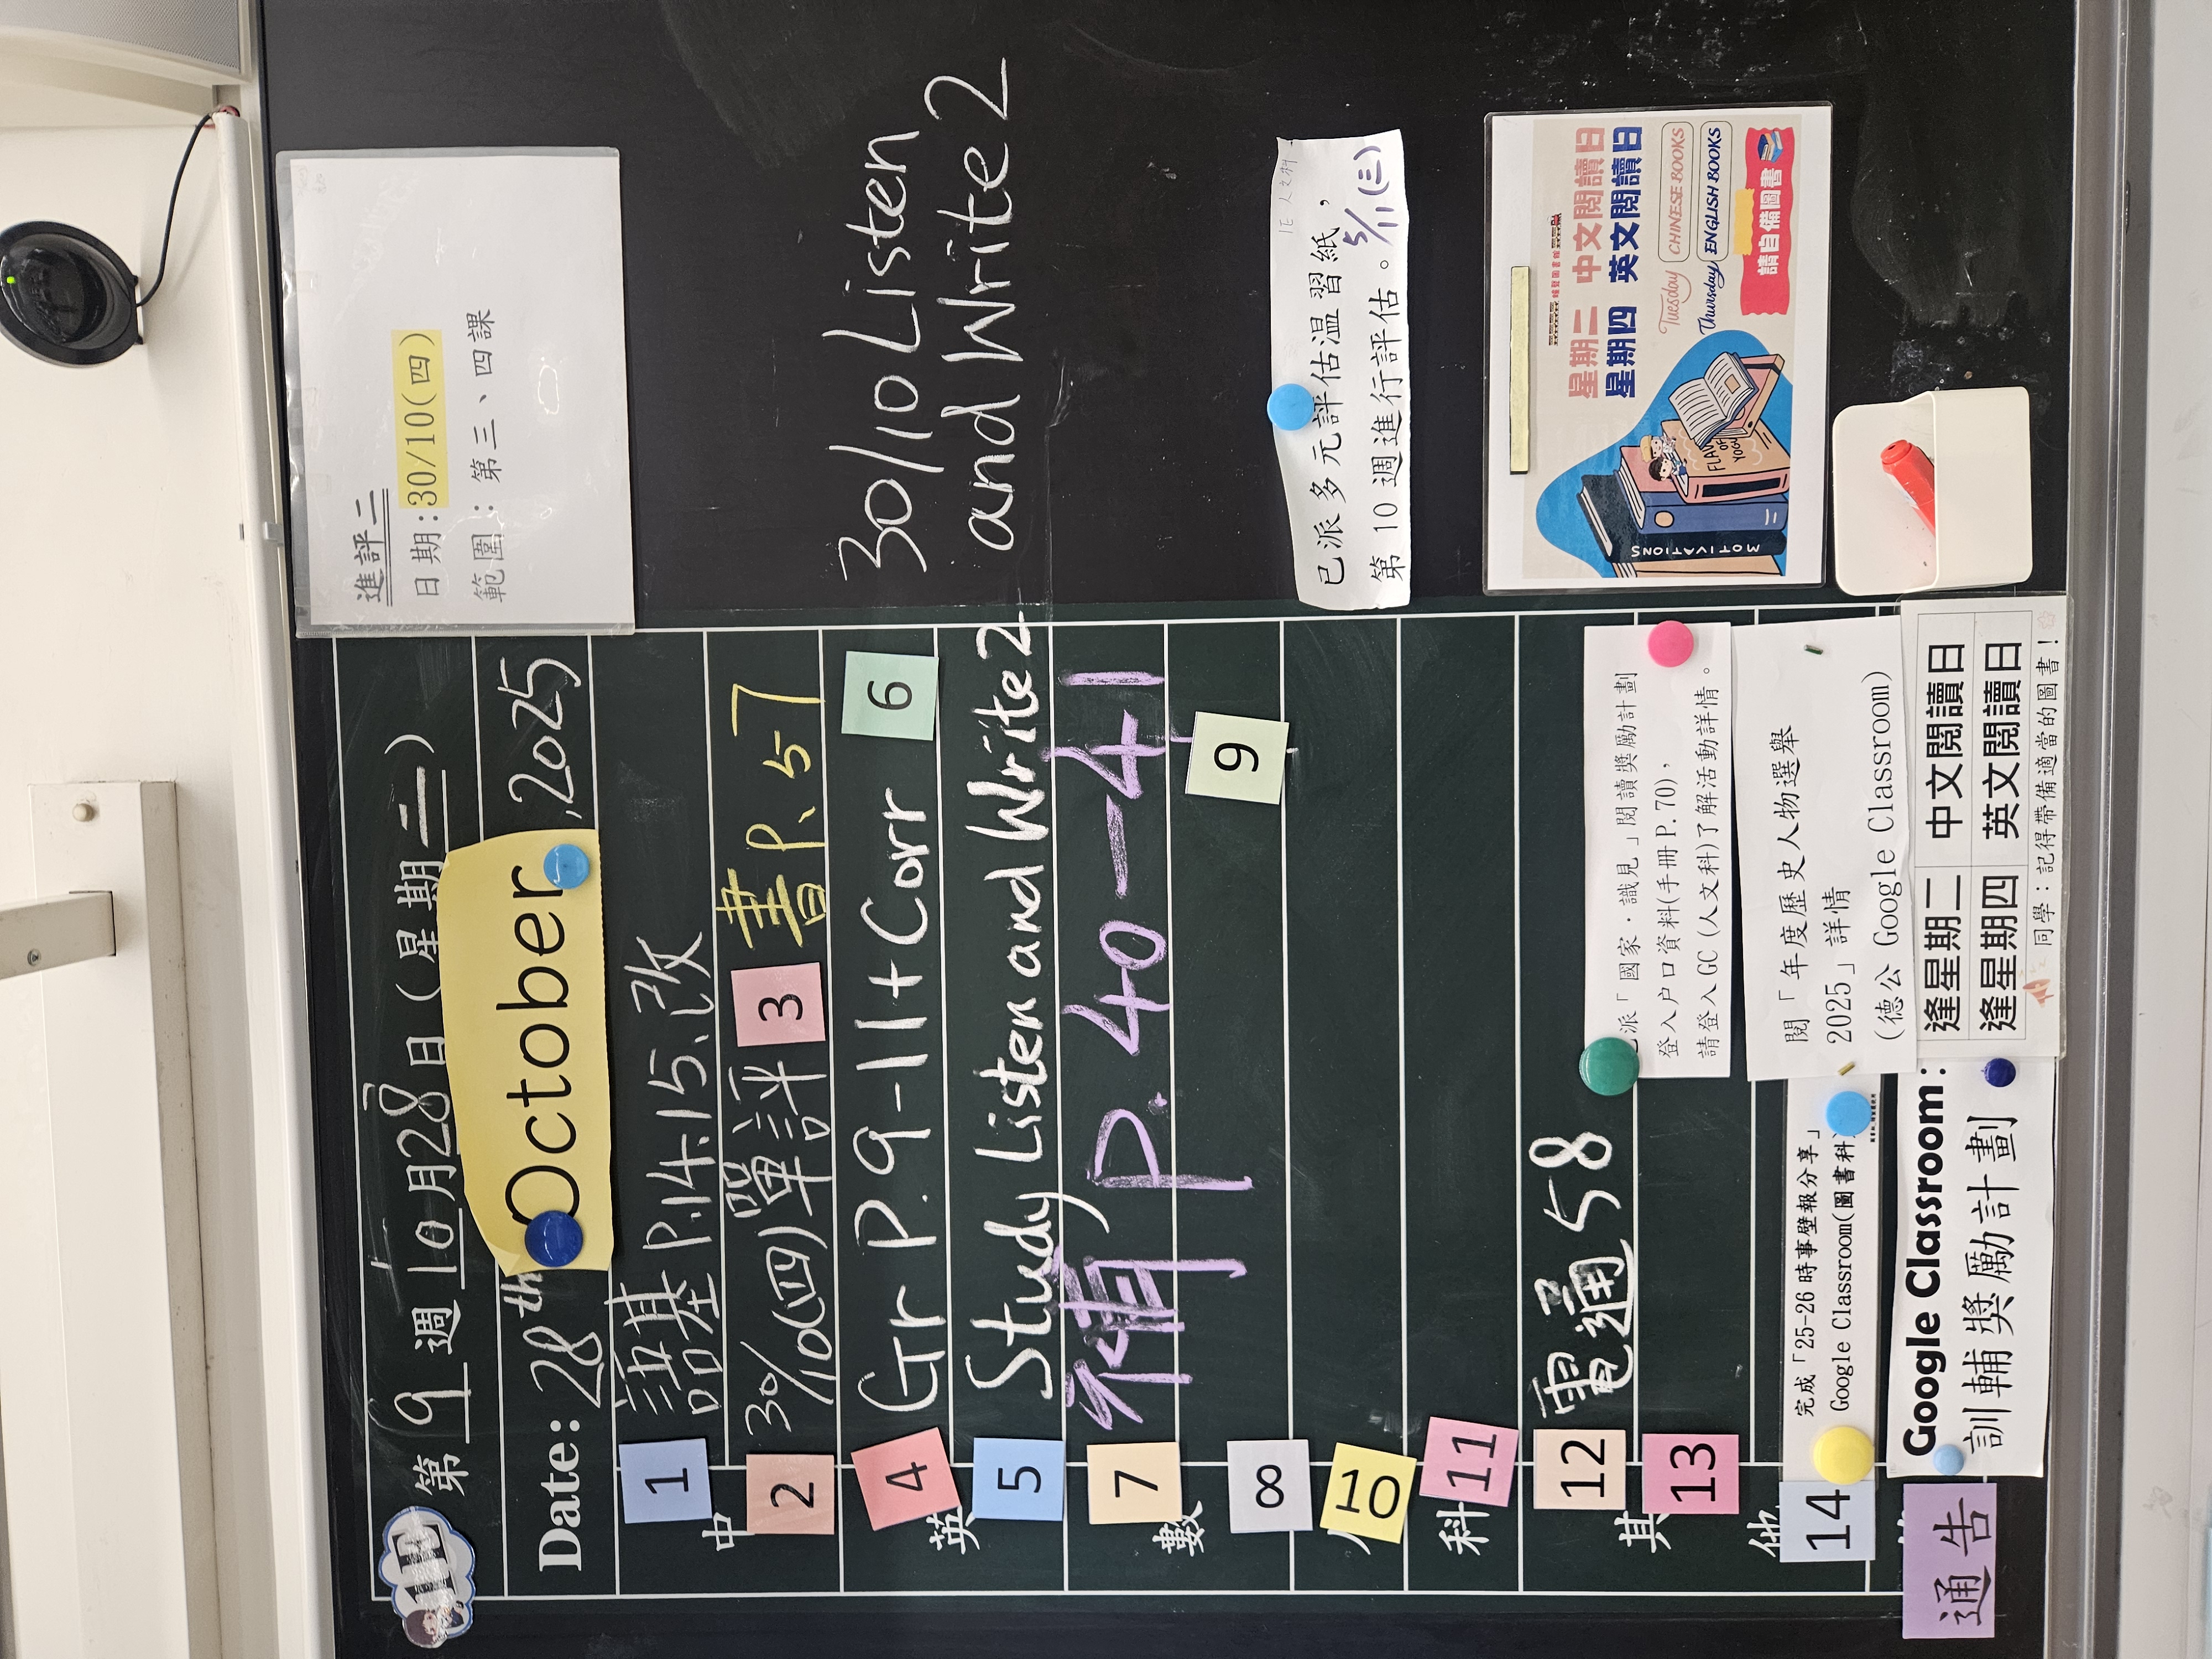 1E
第 9 週 10 月 28 日 (星期 二)
Date: 28th October, 2025
中
1 語基 P.14.15.改
2 30/10(四)單評 3 書 P.5-7
英
4 Gr P.9-11+Corr 6
5 Study Listen and Write 2
數
7 補 P. 40-41
8 9
10
科
11
其他
12 電通 58
13
派「國家.識見」閱讀獎勵計劃
登入户口資料(手冊 P.70),
請登入 GC (人文科)了解活動詳情。
14 完成「25-26 時事壁報分享」
Google Classroom(圖書科)
閱「年度歷史人物選舉
2025」詳情
(德公 Google Classroom)
通告
Google Classroom:
訓輔獎勵計劃
逢星期二 中文閱讀日
逢星期四 英文閱讀日
同學:記得帶備適當的圖書!
進評二
日期:30/10(四)
範圍:第三、四課
30/10 Listen
and Write 2
1E 人文科
已派多元評估温習紙,
第 10 週進行評估。5/11(三)
星期二 中文閱讀日
星期四 英文閱讀日
Tuesday CHINESE BOOKS
Thursday ENGLISH BOOKS
請自備圖書
MOTIVATIONS